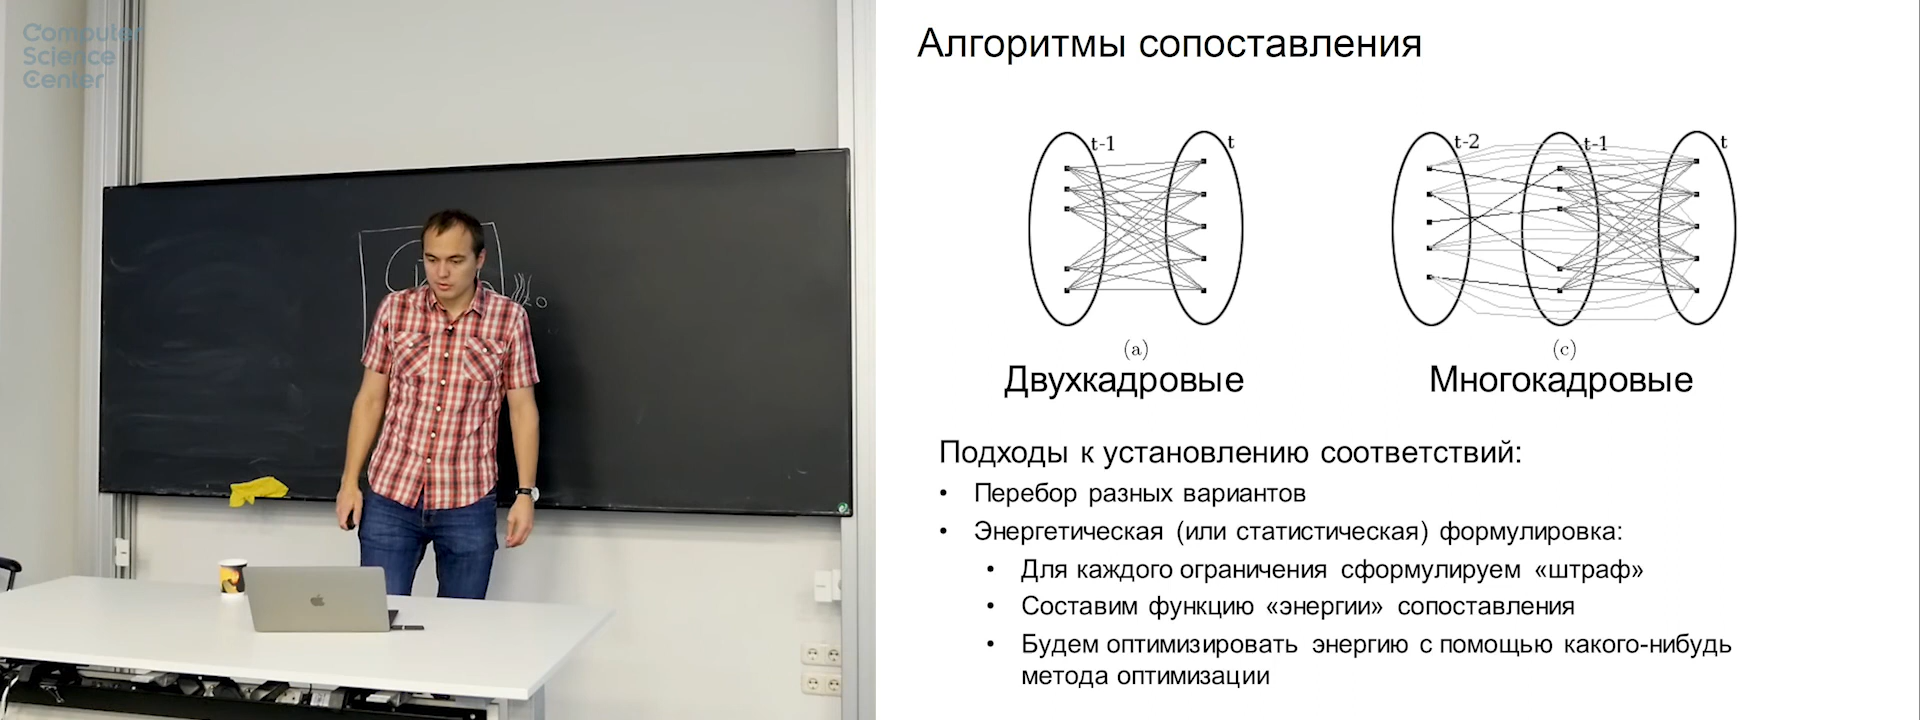 Computer
Science
Center
Алгоритмы сопоставления
t-1
t
t-2
t-1
t
(a)
(c)
Двухкадровые
Многокадровые
Подходы к установлению соответствий:
• Перебор разных вариантов
• Энергетическая (или статистическая) формулировка:
• Для каждого ограничения сформулируем «штраф»
• Составим функцию «энергии» сопоставления
• Будем оптимизировать энергию с помощью какого-нибудь
метода оптимизации